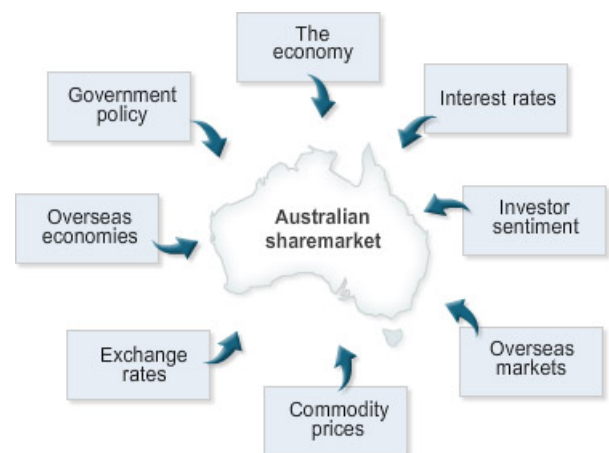 The
economy
Interest rates
Investor
sentiment
Overseas
markets
Commodity
prices
Exchange
rates
Overseas
economies
Government
policy
Australian
sharemarket